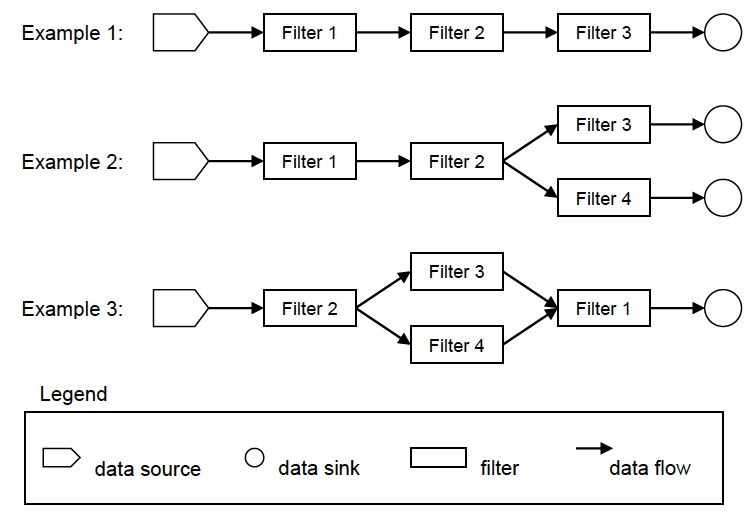 Example 1: Filter 1 Filter 2 Filter 3
Filter 3
Example 2: Filter 1 Filter 2
Filter 4
Filter 3
Example 3: Filter 2 Filter 1
Filter 4
Legend
data source data sink filter data flow